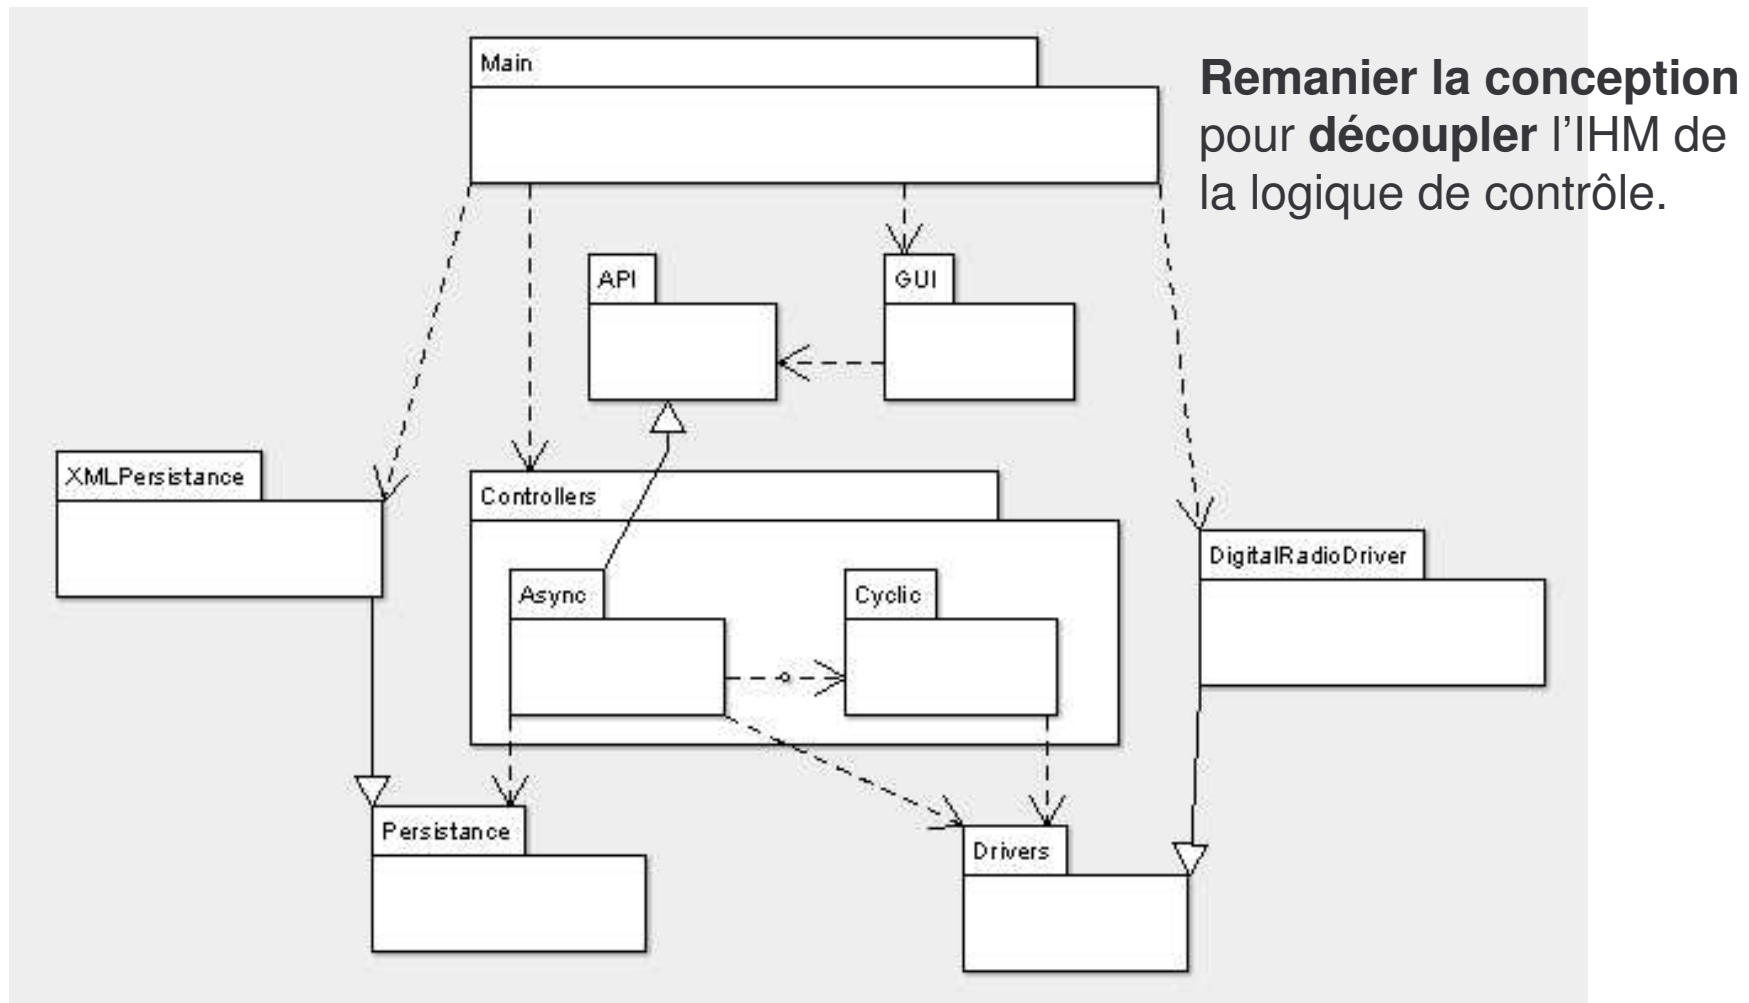 Main
Remanier la conception
pour découpler l’IHM de
la logique de contrôle.
API
GUI
XMLPersistance
Controllers
DigitalRadioDriver
Async
Cyclic
Persistance
Drivers